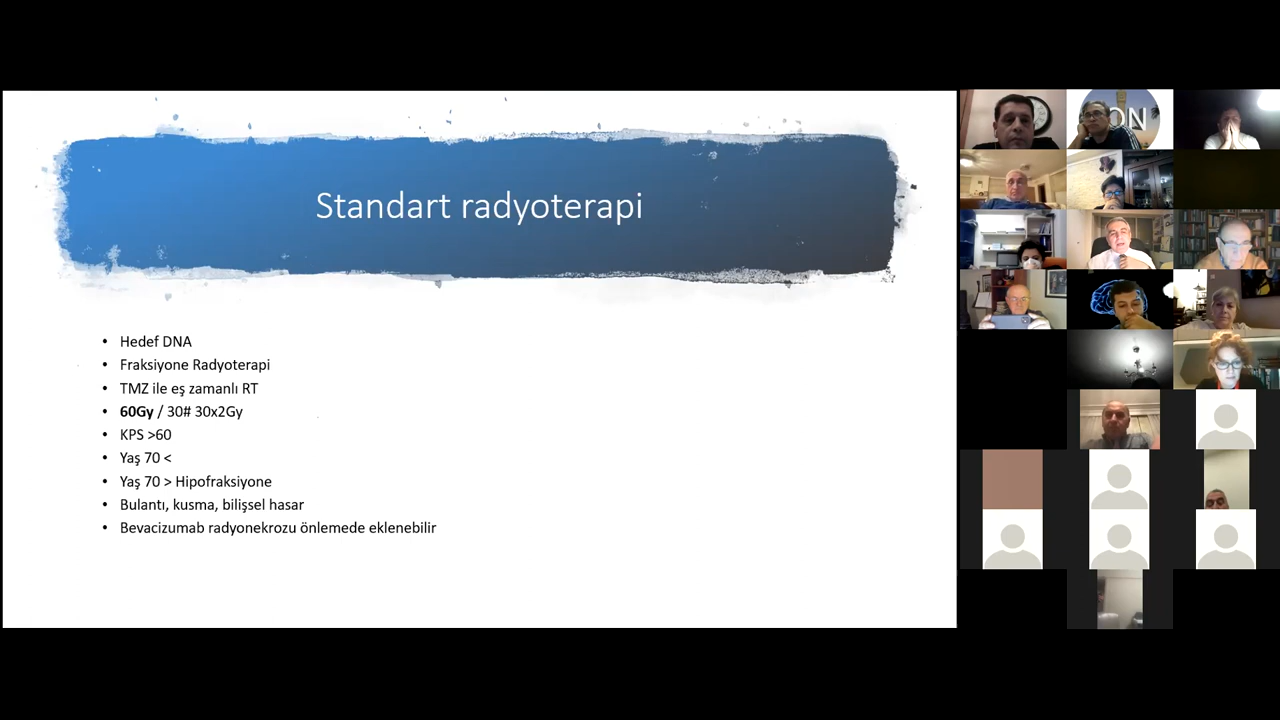 Standart radyoterapi
• Hedef DNA
• Fraksiyone Radyoterapi
• TMZ ile eş zamanlı RT
• 60Gy / 30# 30x2Gy
• KPS >60
• Yaş 70 <
• Yaş 70 > Hipofraksiyone
• Bulantı, kusma, bilişsel hasar
• Bevacizumab radyonekrozu önlemede eklenebilir
ON